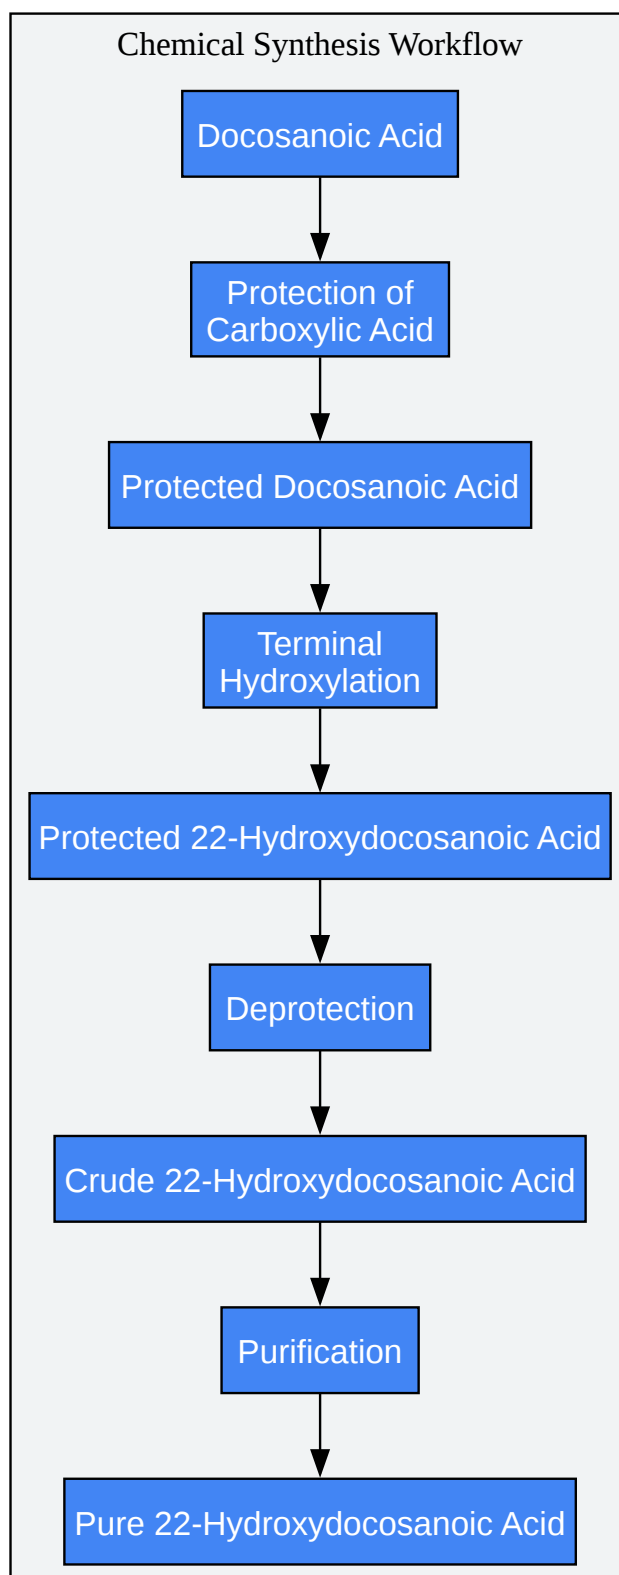 Chemical Synthesis Workflow
Docosanoic Acid
Protection of
Carboxylic Acid
Protected Docosanoic Acid
Terminal
Hydroxylation
Protected 22-Hydroxydocosanoic Acid
Deprotection
Crude 22-Hydroxydocosanoic Acid
Purification
Pure 22-Hydroxydocosanoic Acid